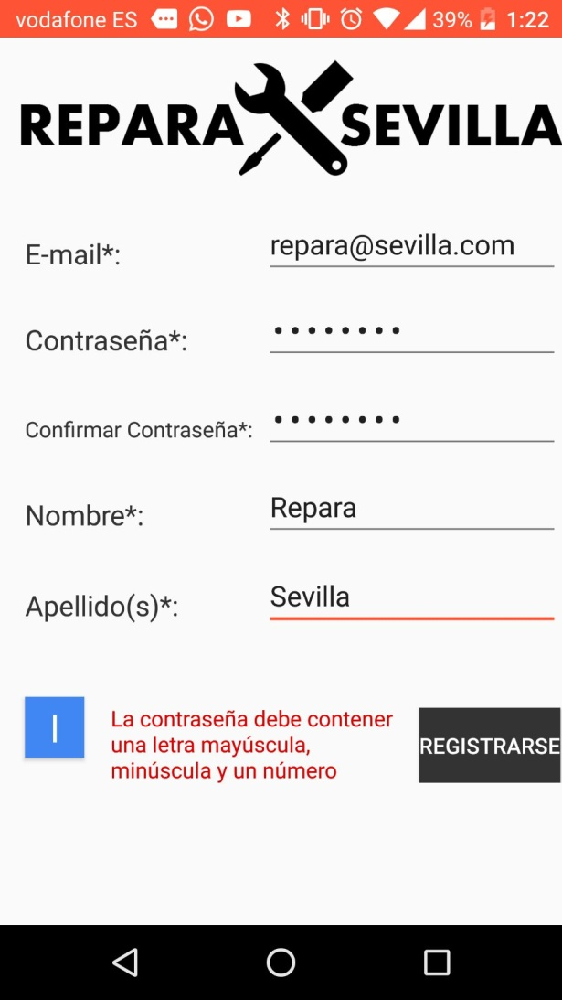 vodafone ES 39% 1:22
REPARA SEVILLA
E-mail*: repara@sevilla.com
Contraseña*: ••••••••
Confirmar Contraseña*: ••••••••
Nombre*: Repara
Apellido(s)*: Sevilla
La contraseña debe contener
una letra mayúscula,
minúscula y un número
REGISTRARSE